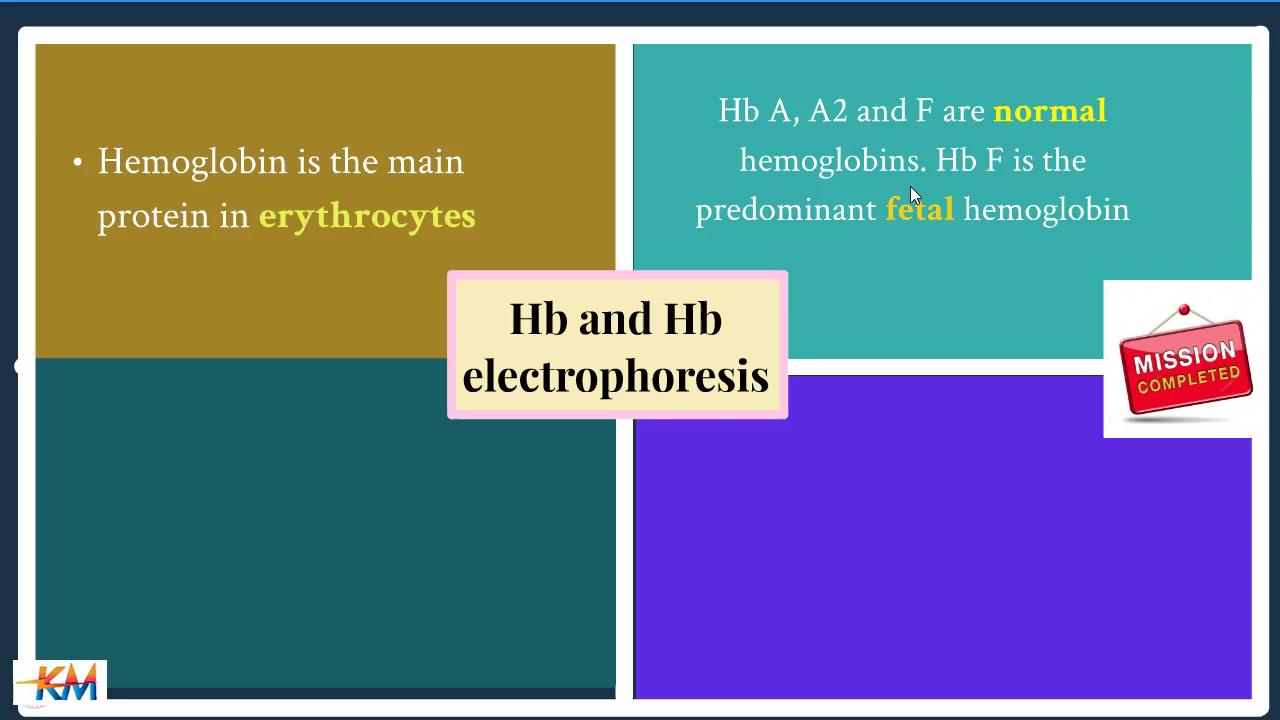 • Hemoglobin is the main
protein in erythrocytes
Hb A, A2 and F are normal
hemoglobins. Hb F is the
predominant fetal hemoglobin
Hb and Hb
electrophoresis
MISSION
COMPLETED
KM